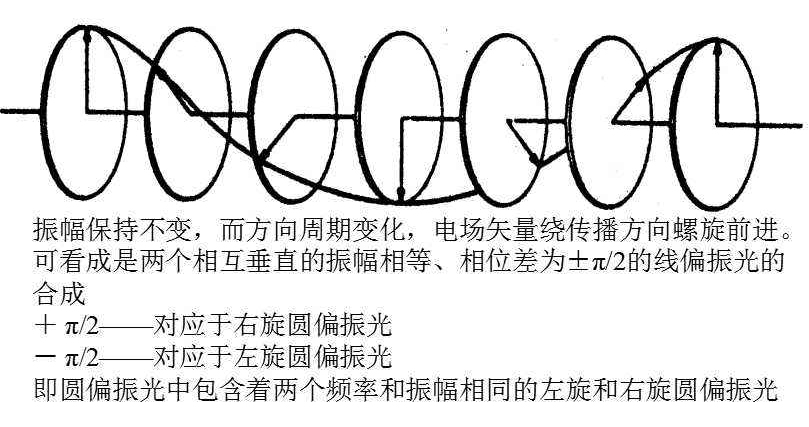 振幅保持不变，而方向周期变化，电场矢量绕传播方向螺旋前进。
可看成是两个相互垂直的振幅相等、相位差为±π/2的线偏振光的
合成
＋ π/2——对应于右旋圆偏振光
－ π/2——对应于左旋圆偏振光
即圆偏振光中包含着两个频率和振幅相同的左旋和右旋圆偏振光